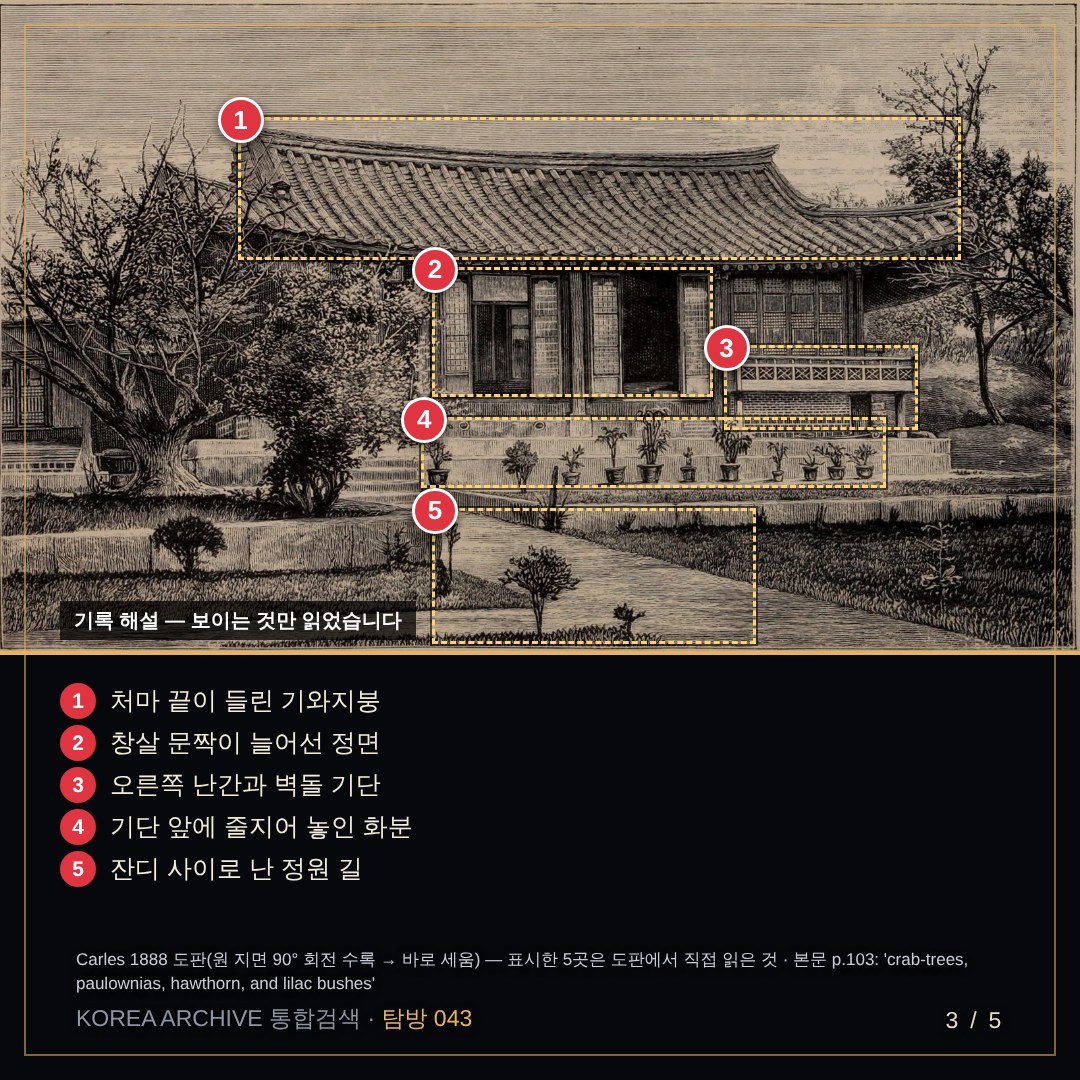 1
2
3
4
5
기록 해설 — 보이는 것만 읽었습니다
1 처마 끝이 들린 기와지붕
2 창살 문짝이 늘어선 정면
3 오른쪽 난간과 벽돌 기단
4 기단 앞에 줄지어 놓인 화분
5 잔디 사이로 난 정원 길
Carles 1888 도판(원 지면 90° 회전 수록 → 바로 세움) — 표시한 5곳은 도판에서 직접 읽은 것 · 본문 p.103: 'crab-trees,
paulownias, hawthorn, and lilac bushes'
KOREA ARCHIVE 통합검색 · 탐방 043
3 / 5